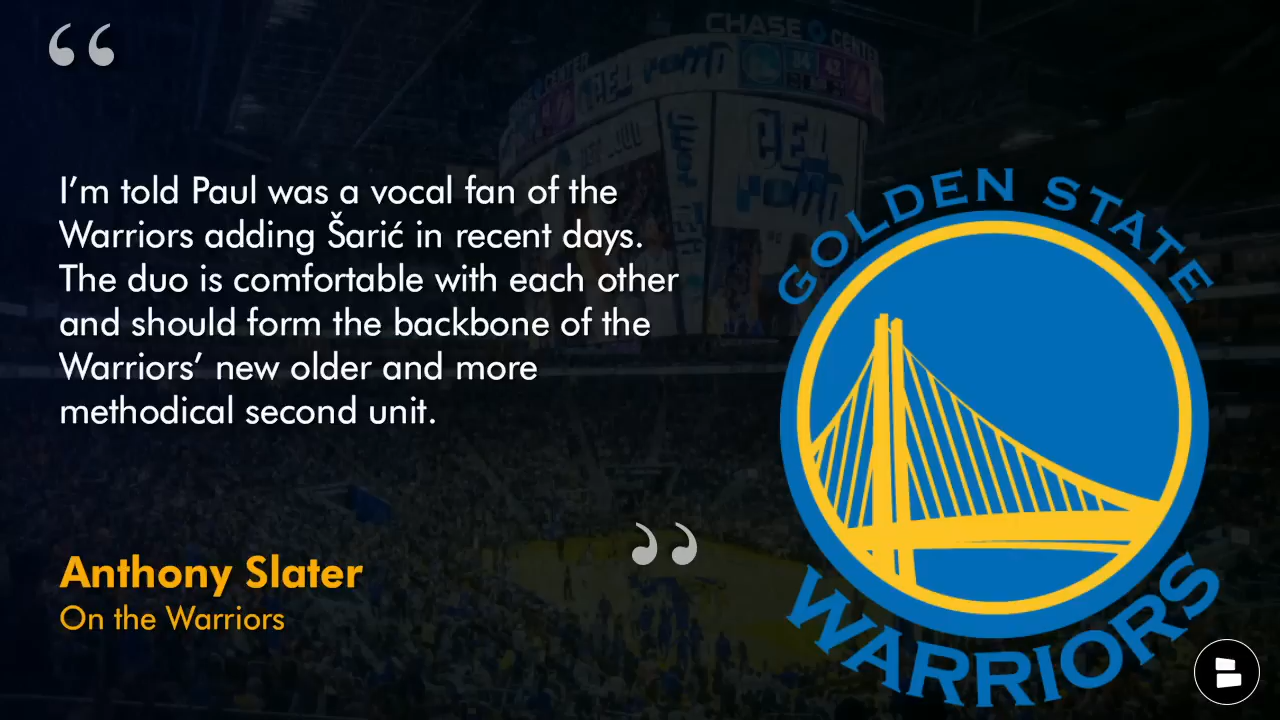 CHASE CENTER
“
I’m told Paul was a vocal fan of the
Warriors adding Šarić in recent days.
The duo is comfortable with each other
and should form the backbone of the
Warriors’ new older and more
methodical second unit.
”
Anthony Slater
On the Warriors
GOLDEN STATE
WARRIORS